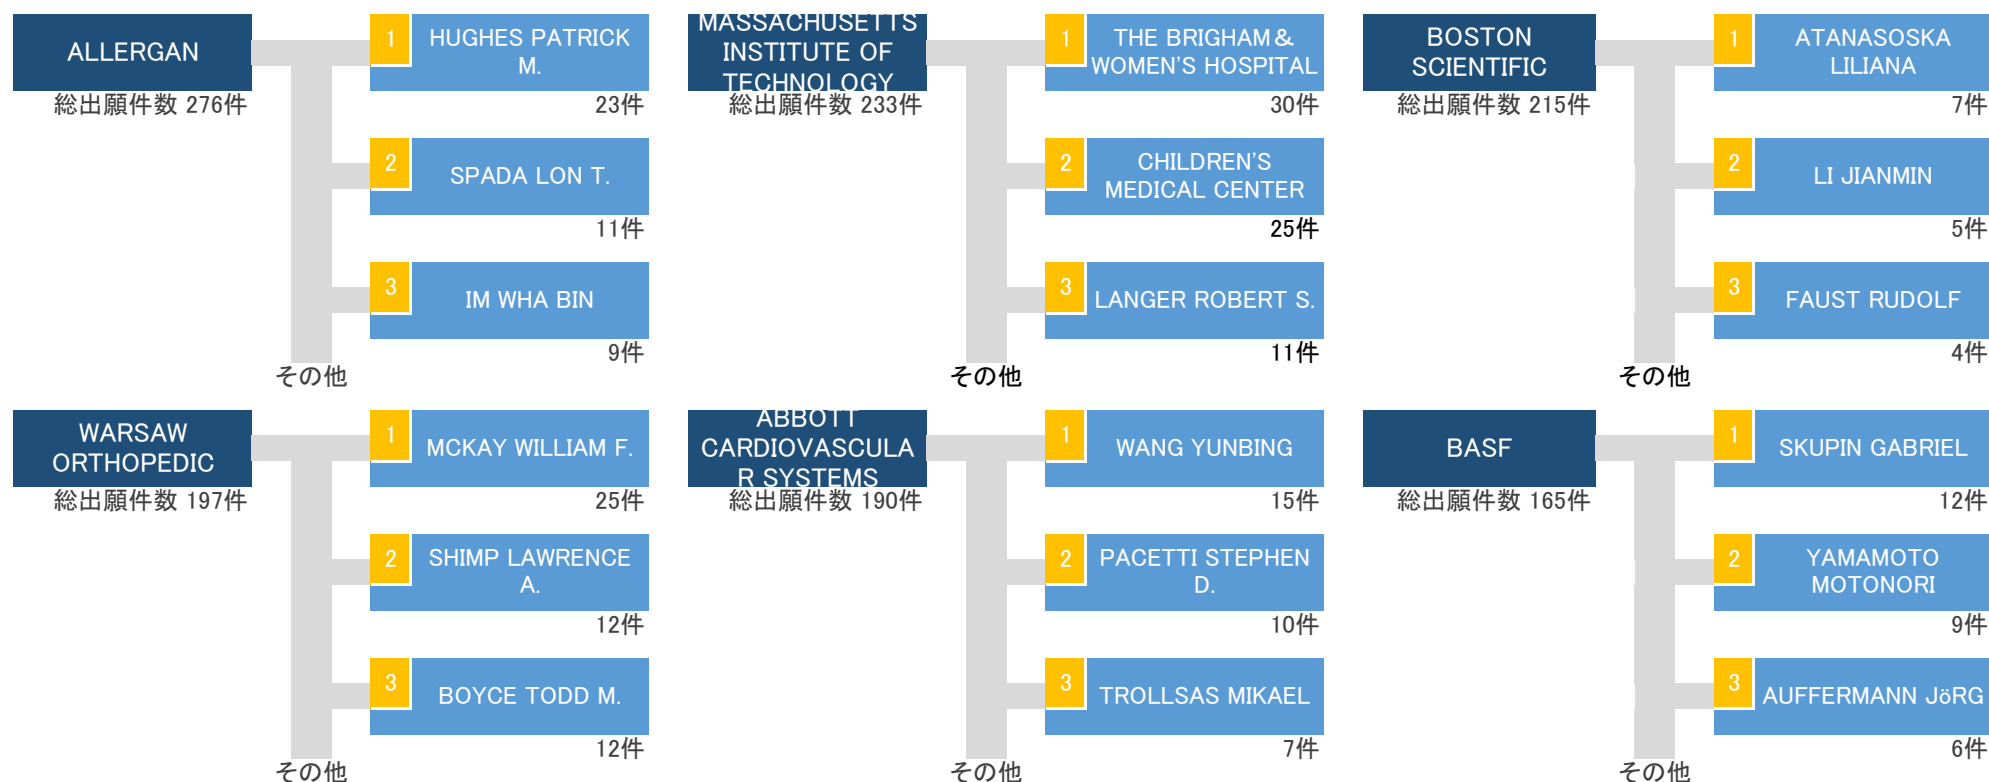 ALLERGAN
総出願件数 276件
1
HUGHES PATRICK
M.
23件
2
SPADA LON T.
11件
3
IM WHA BIN
9件
その他
MASSACHUSETTS
INSTITUTE OF
TECHNOLOGY
総出願件数 233件
1
THE BRIGHAM&
WOMEN'S HOSPITAL
30件
2
CHILDREN'S
MEDICAL CENTER
25件
3
LANGER ROBERT S.
11件
その他
BOSTON
SCIENTIFIC
総出願件数 215件
1
ATANASOSKA
LILIANA
7件
2
LI JIANMIN
5件
3
FAUST RUDOLF
4件
その他
WARSAW
ORTHOPEDIC
総出願件数 197件
1
MCKAY WILLIAM F.
25件
2
SHIMP LAWRENCE
A.
12件
3
BOYCE TODD M.
12件
その他
ABBOTT
CARDIOVASCULA
R SYSTEMS
総出願件数 190件
1
WANG YUNBING
15件
2
PACETTI STEPHEN
D.
10件
3
TROLLSAS MIKAEL
7件
その他
BASF
総出願件数 165件
1
SKUPIN GABRIEL
12件
2
YAMAMOTO
MOTONORI
9件
3
AUFFERMANN JöRG
6件
その他